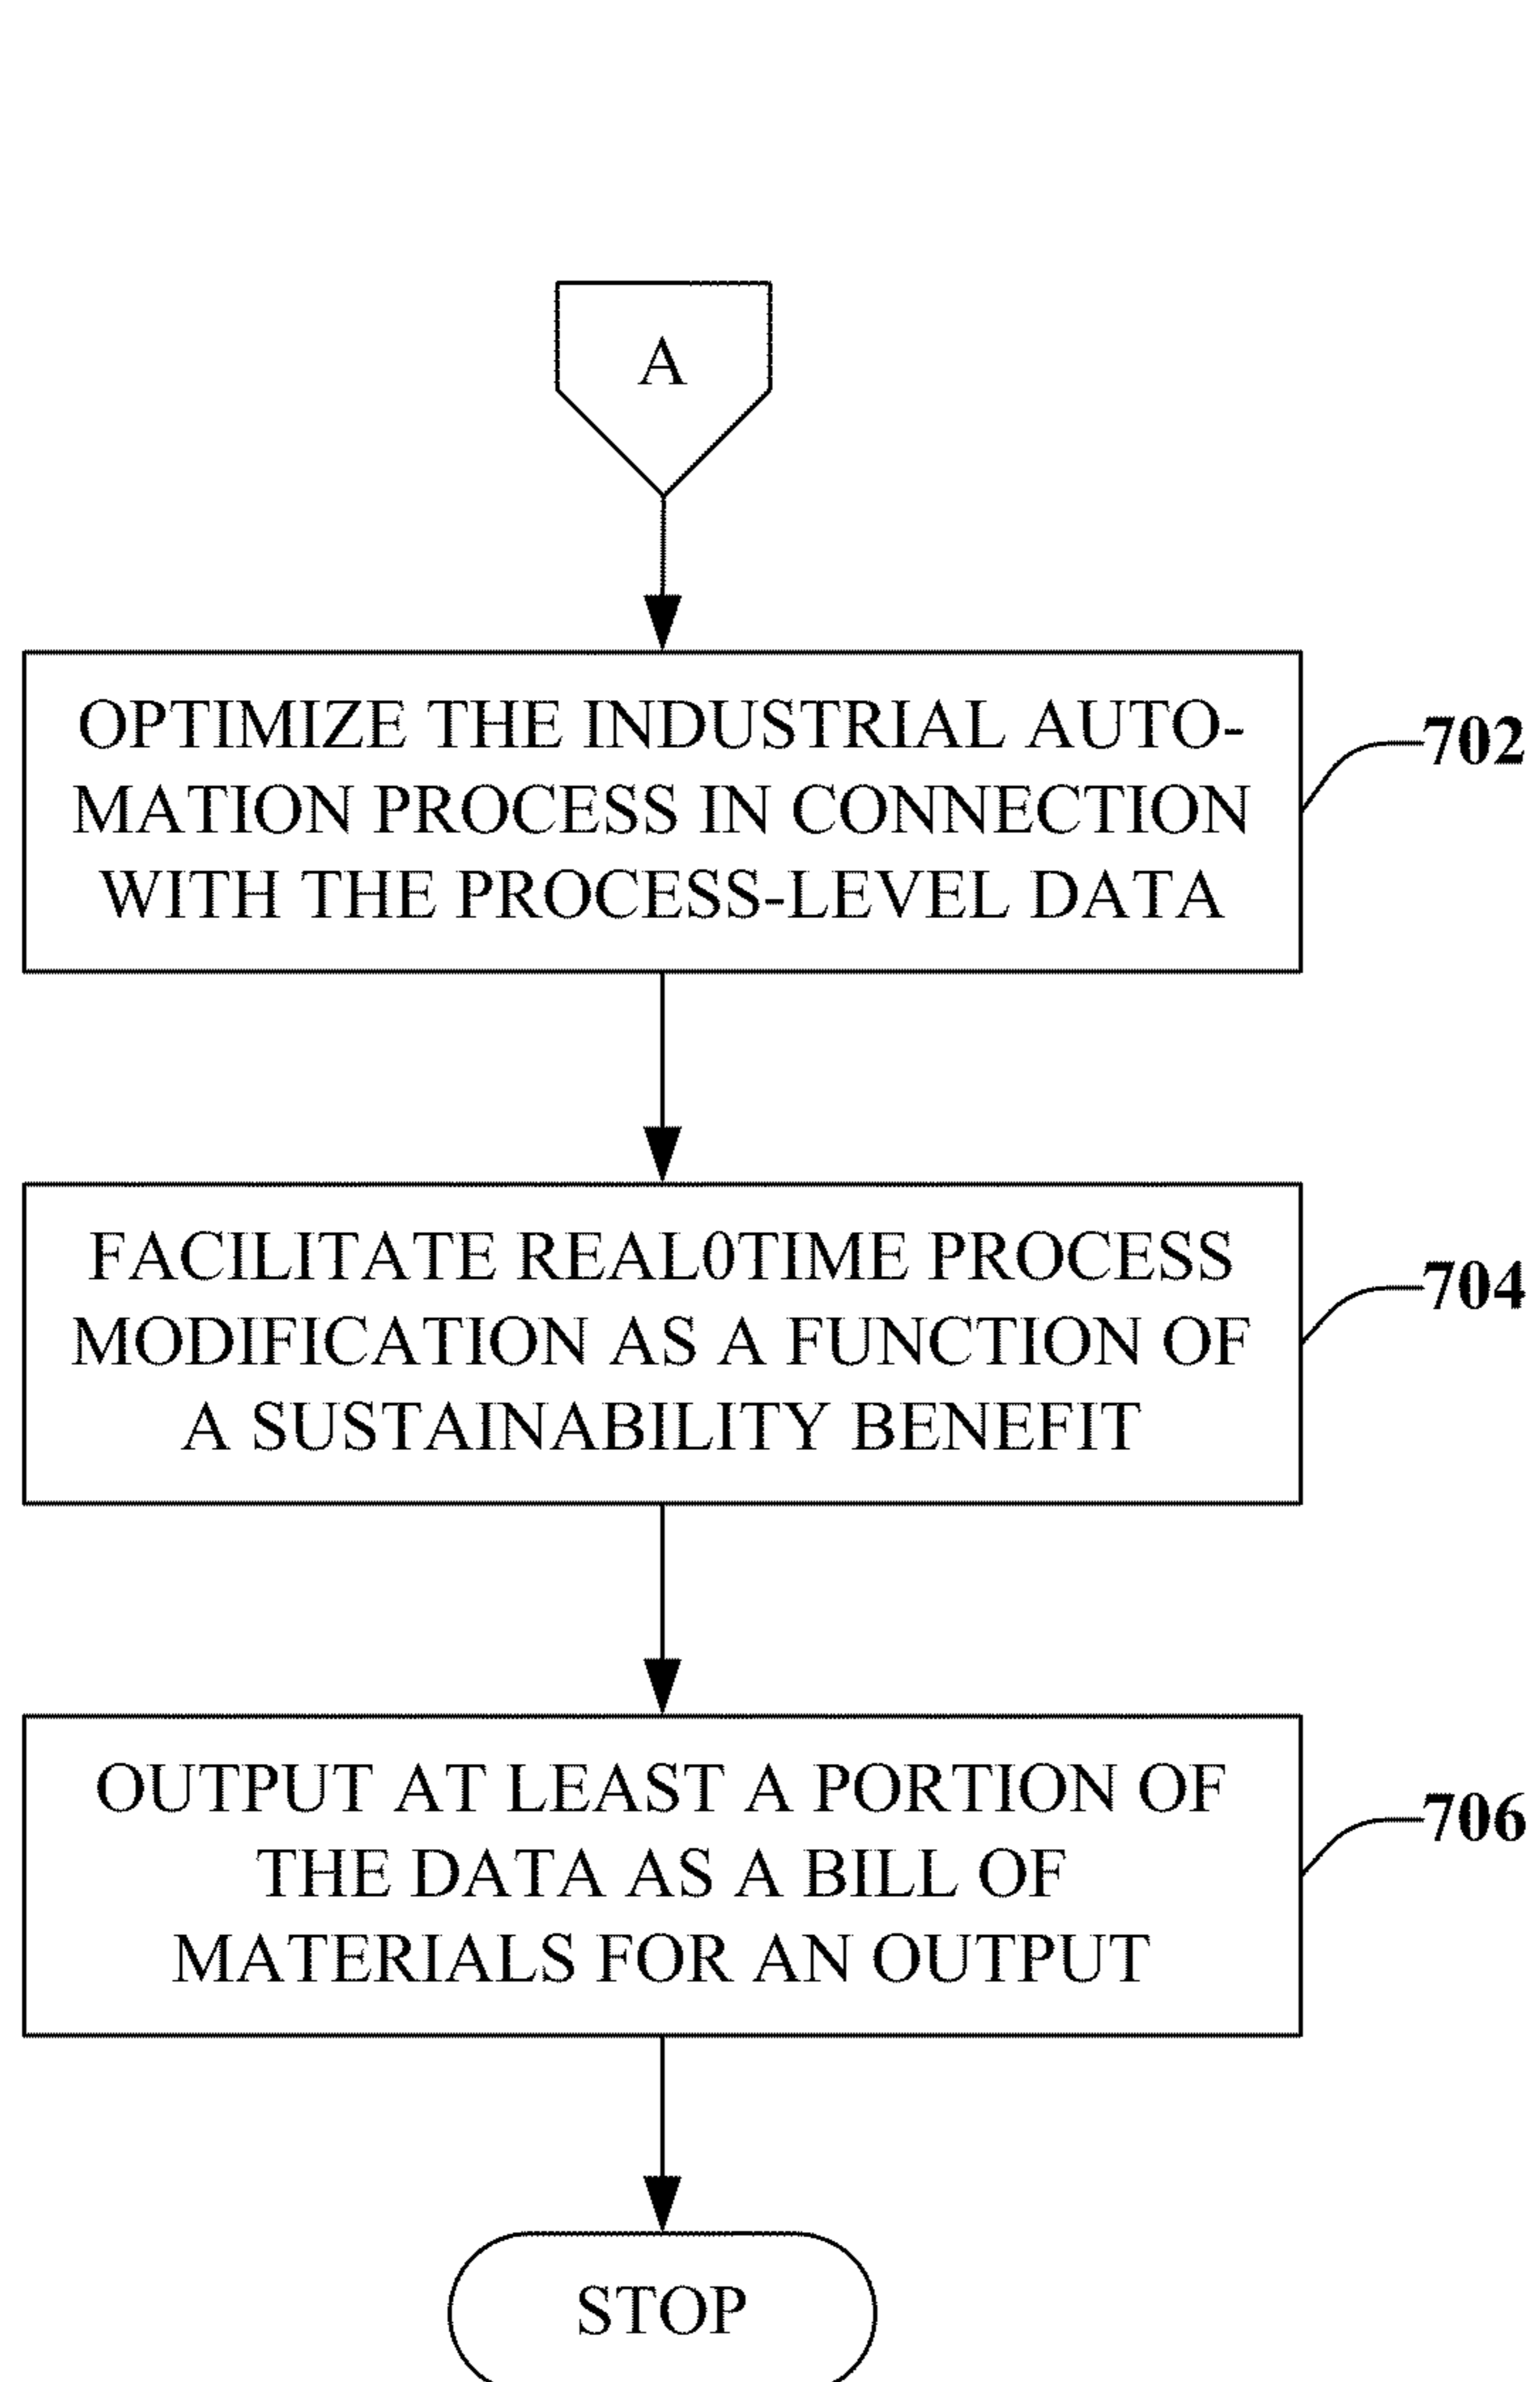 A
OPTIMIZE THE INDUSTRIAL AUTO-
MATION PROCESS IN CONNECTION
WITH THE PROCESS-LEVEL DATA
702
FACILITATE REAL0TIME PROCESS
MODIFICATION AS A FUNCTION OF
A SUSTAINABILITY BENEFIT
704
OUTPUT AT LEAST A PORTION OF
THE DATA AS A BILL OF
MATERIALS FOR AN OUTPUT
706
STOP